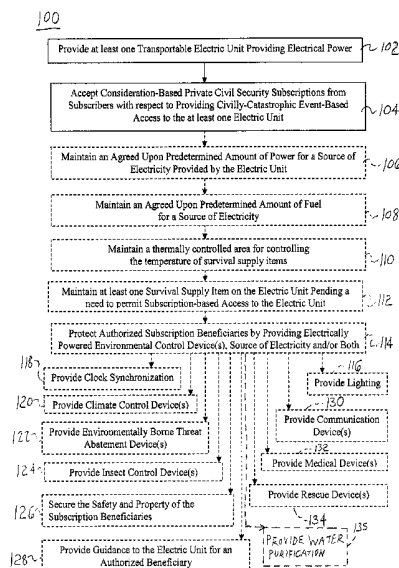 100
Provide at least one Transportable Electric Unit Providing Electrical Power
102
Accept Consideration-Based Private Civil Security Subscriptions from
Subscribers with respect to Providing Civilly-Catastrophic Event-Based
Access to the at least one Electric Unit
104
Maintain an Agreed Upon Predetermined Amount of Power for a Source of
Electricity Provided by the Electric Unit
106
Maintain an Agreed Upon Predetermined Amount of Fuel
for a Source of Electricity
108
Maintain a thermally controlled area for controlling
the temperature of survival supply items
110
Maintain at least one Survival Supply Item on the Electric Unit Pending a
need to permit Subscription-based Access to the Electric Unit
112
Protect Authorized Subscription Beneficiaries by Providing Electrically
Powered Environmental Control Device(s), Source of Electricity and/or Both
114
118
Provide Clock Synchronization
116
Provide Lighting
120
Provide Climate Control Device(s)
130
Provide Communication
Device(s)
122
Provide Environmentally Borne Threat
Abatement Device(s)
132
Provide Medical Device(s)
124
Provide Insect Control Device(s)
126
Secure the Safety and Property of the
Subscription Beneficiaries
Provide Rescue Device(s)
134
135
PROVIDE WATER
PURIFICATION
128
Provide Guidance to the Electric Unit for an
Authorized Beneficiary